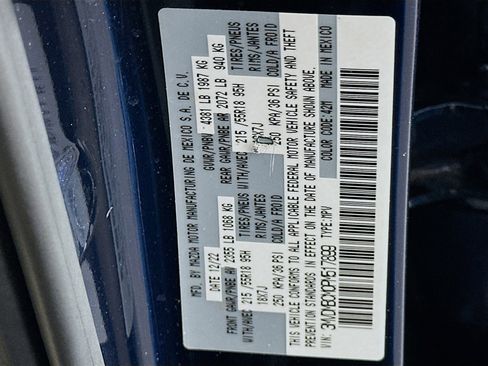 MFD. BY MAZDA MOTOR MANUFACTURING DE MEXICO S.A. DE C.V.
DATE 12/22 GVWR/PNBV 4381 LB 1987 KG
FRONT GAWR/PNBE AV 2355 LB 1068 KG REAR GAWR/PNBE AR 2072 LB 940 KG
WITH/AVEC 215/55R18 95H TIRES/PNEUS WITH/AVEC 215/55R18 95H TIRES/PNEUS
18X7J RIMS/JANTES 18X7J RIMS/JANTES
250 KPA/36 PSI COLD/A FROID 250 KPA/36 PSI COLD/A FROID
THIS VEHICLE CONFORMS TO ALL APPLICABLE FEDERAL MOTOR VEHICLE SAFETY AND THEFT
PREVENTION STANDARDS IN EFFECT ON THE DATE OF MANUFACTURE SHOWN ABOVE.
VIN: TYPE: MPV COLOR CODE: 42M MADE IN MEXICO